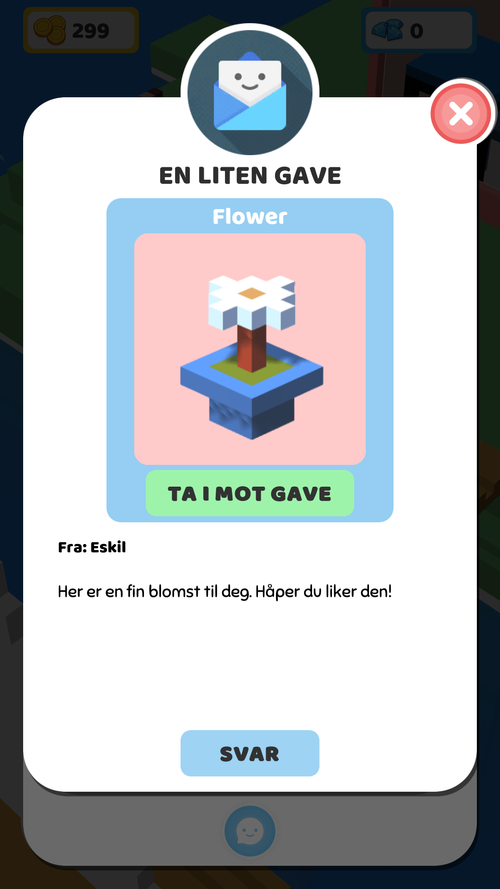 299
0
EN LITEN GAVE
Flower
TA I MOT GAVE
Fra: Eskil
Her er en fin blomst til deg. Håper du liker den!
SVAR